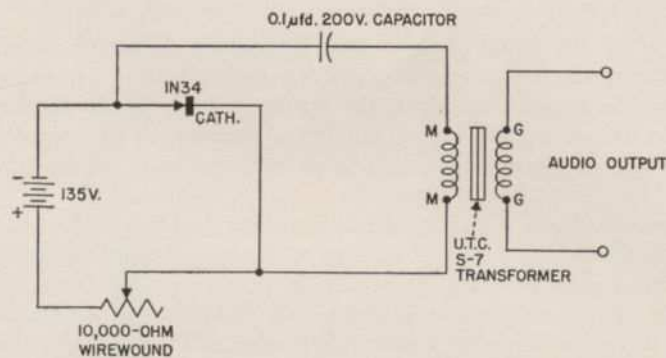 0.1µfd. 200V. CAPACITOR
1N34
CATH.
M
G
-
+
135V.
AUDIO OUTPUT
M
G
U.T.C.
S-7
TRANSFORMER
10,000-OHM
WIREWOUND